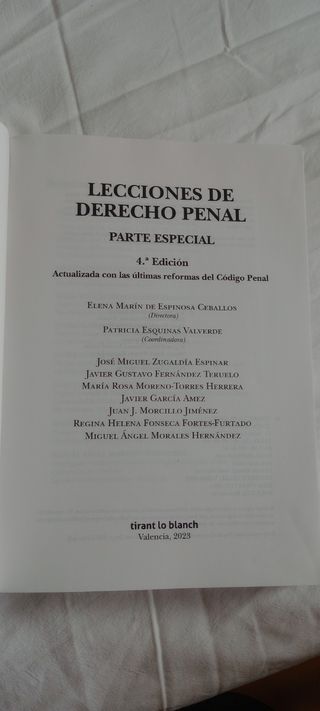 LECCIONES DE
DERECHO PENAL
PARTE ESPECIAL
4.ª Edición
Actualizada con las últimas reformas del Código Penal
Elena Marín de Espinosa Ceballos
(Directora)
Patricia Esquinas Valverde
(Coordinadora)
José Miguel Zugaldía Espinar
Javier Gustavo Fernández Teruelo
María Rosa Moreno-Torres Herrera
Javier García Amez
Juan J. Morcillo Jiménez
Regina Helena Fonseca Fortes-Furtado
Miguel Ángel Morales Hernández
tirant lo blanch
Valencia, 2023